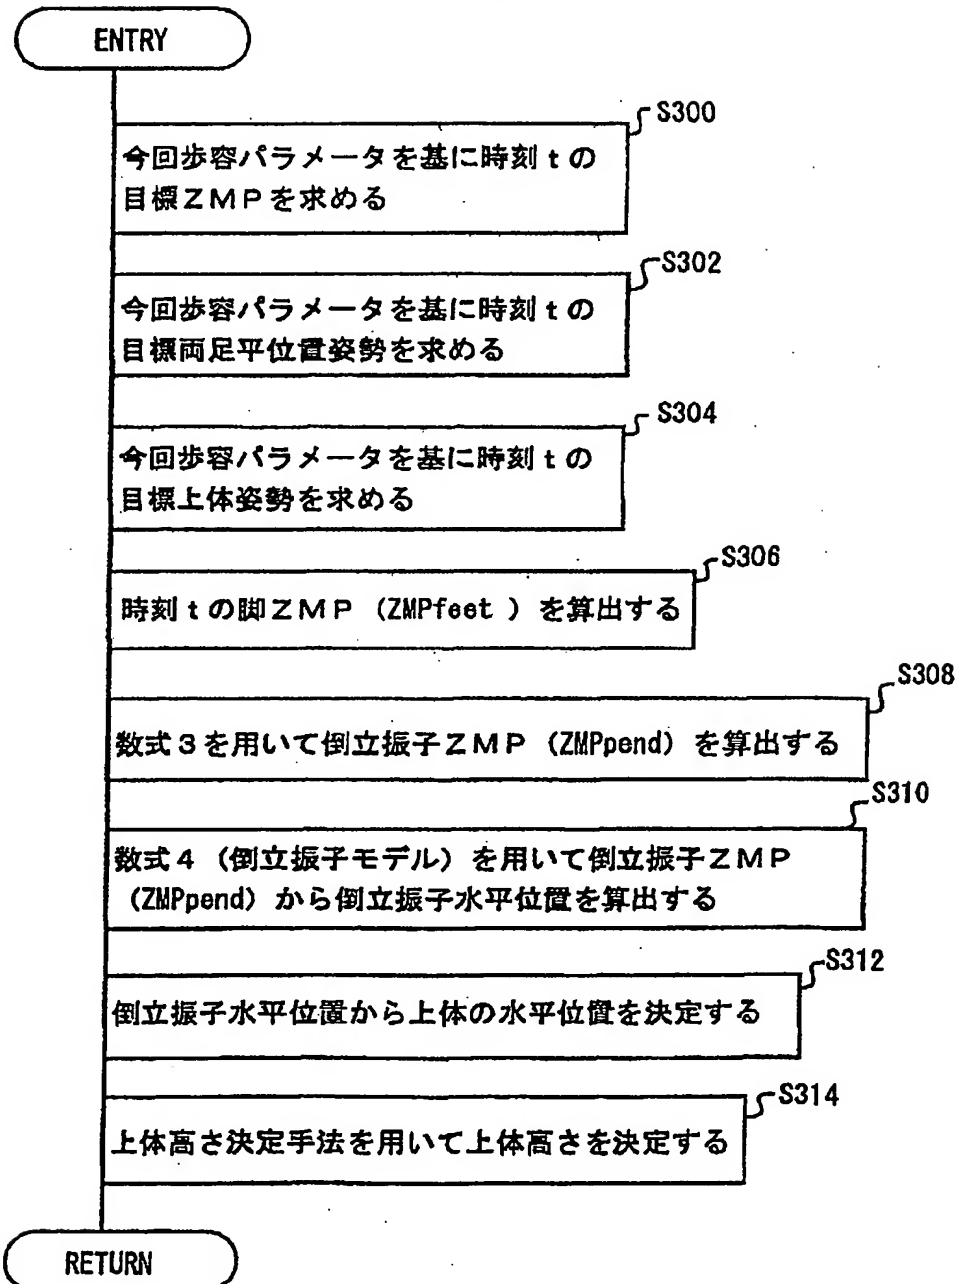 ENTRY
S300
今回歩容パラメータを基に時刻tの
目標ZMPを求める
S302
今回歩容パラメータを基に時刻tの
目標両足平位置姿勢を求める
S304
今回歩容パラメータを基に時刻tの
目標上体姿勢を求める
S306
時刻tの脚ZMP (ZMPfeet ) を算出する
S308
数式3を用いて倒立振子ZMP (ZMPpend) を算出する
S310
数式4 (倒立振子モデル) を用いて倒立振子ZMP
(ZMPpend) から倒立振子水平位置を算出する
S312
倒立振子水平位置から上体の水平位置を決定する
S314
上体高さ決定手法を用いて上体高さを決定する
RETURN